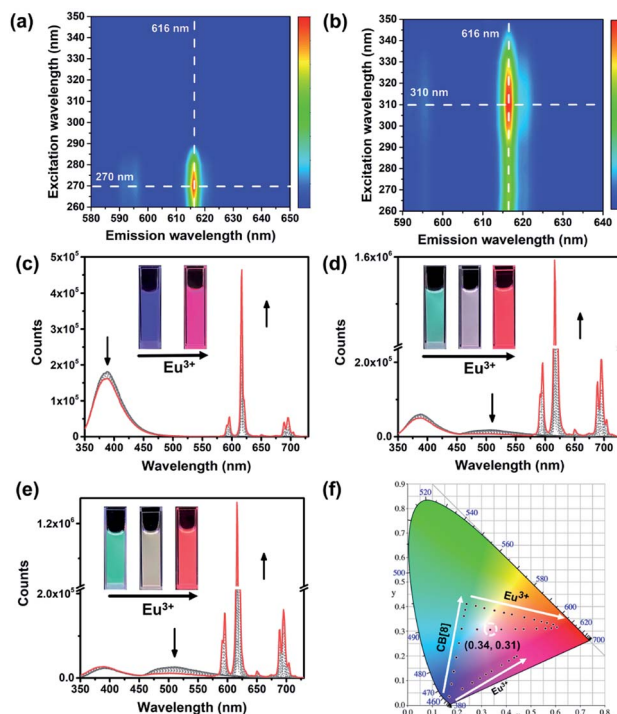 (a)
350
340
330
320
310
300
290
280
270
260
Excitation wavelength (nm)
616 nm
270 nm
580 590 600 610 620 630 640 650
Emission wavelength (nm)
(b)
350
340
330
320
310
300
290
280
270
260
Excitation wavelength (nm)
616 nm
310 nm
590 600 610 620 630 640
Emission wavelength (nm)
(c)
5x10⁵
4x10⁵
3x10⁵
2x10⁵
1x10⁵
0
Counts
Eu³⁺
350 400 450 500 550 600 650 700
Wavelength (nm)
(d)
1.6x10⁶
2.0x10⁵
0.0
Counts
Eu³⁺
350 400 450 500 550 600 650 700
Wavelength (nm)
(e)
1.2x10⁶
2.0x10⁵
0.0
Counts
Eu³⁺
350 400 450 500 550 600 650 700
Wavelength (nm)
(f)
0.9
0.8
0.7
0.6
0.5
0.4
0.3
0.2
0.1
0.0
y
520
540
560
580
600
620
700
500
480
470
460
380
CB[8]
Eu³⁺
(0.34, 0.31)
Eu³⁺
0.1 0.2 0.3 0.4 0.5 0.6 0.7 0.8